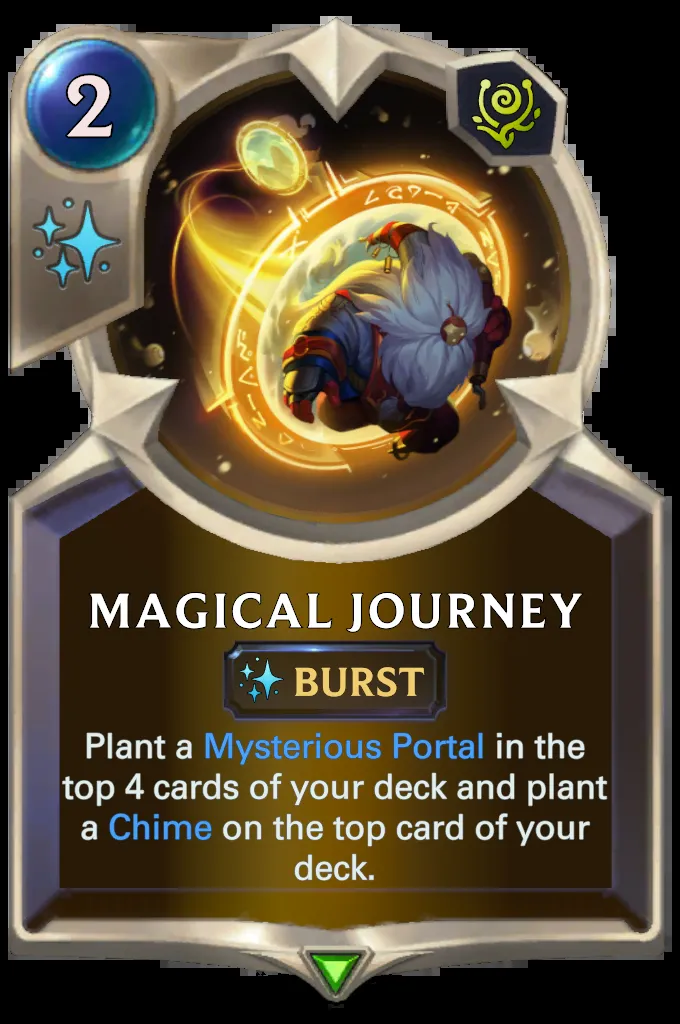 2
MAGICAL JOURNEY
BURST
Plant a Mysterious Portal in the
top 4 cards of your deck and plant
a Chime on the top card of your
deck.